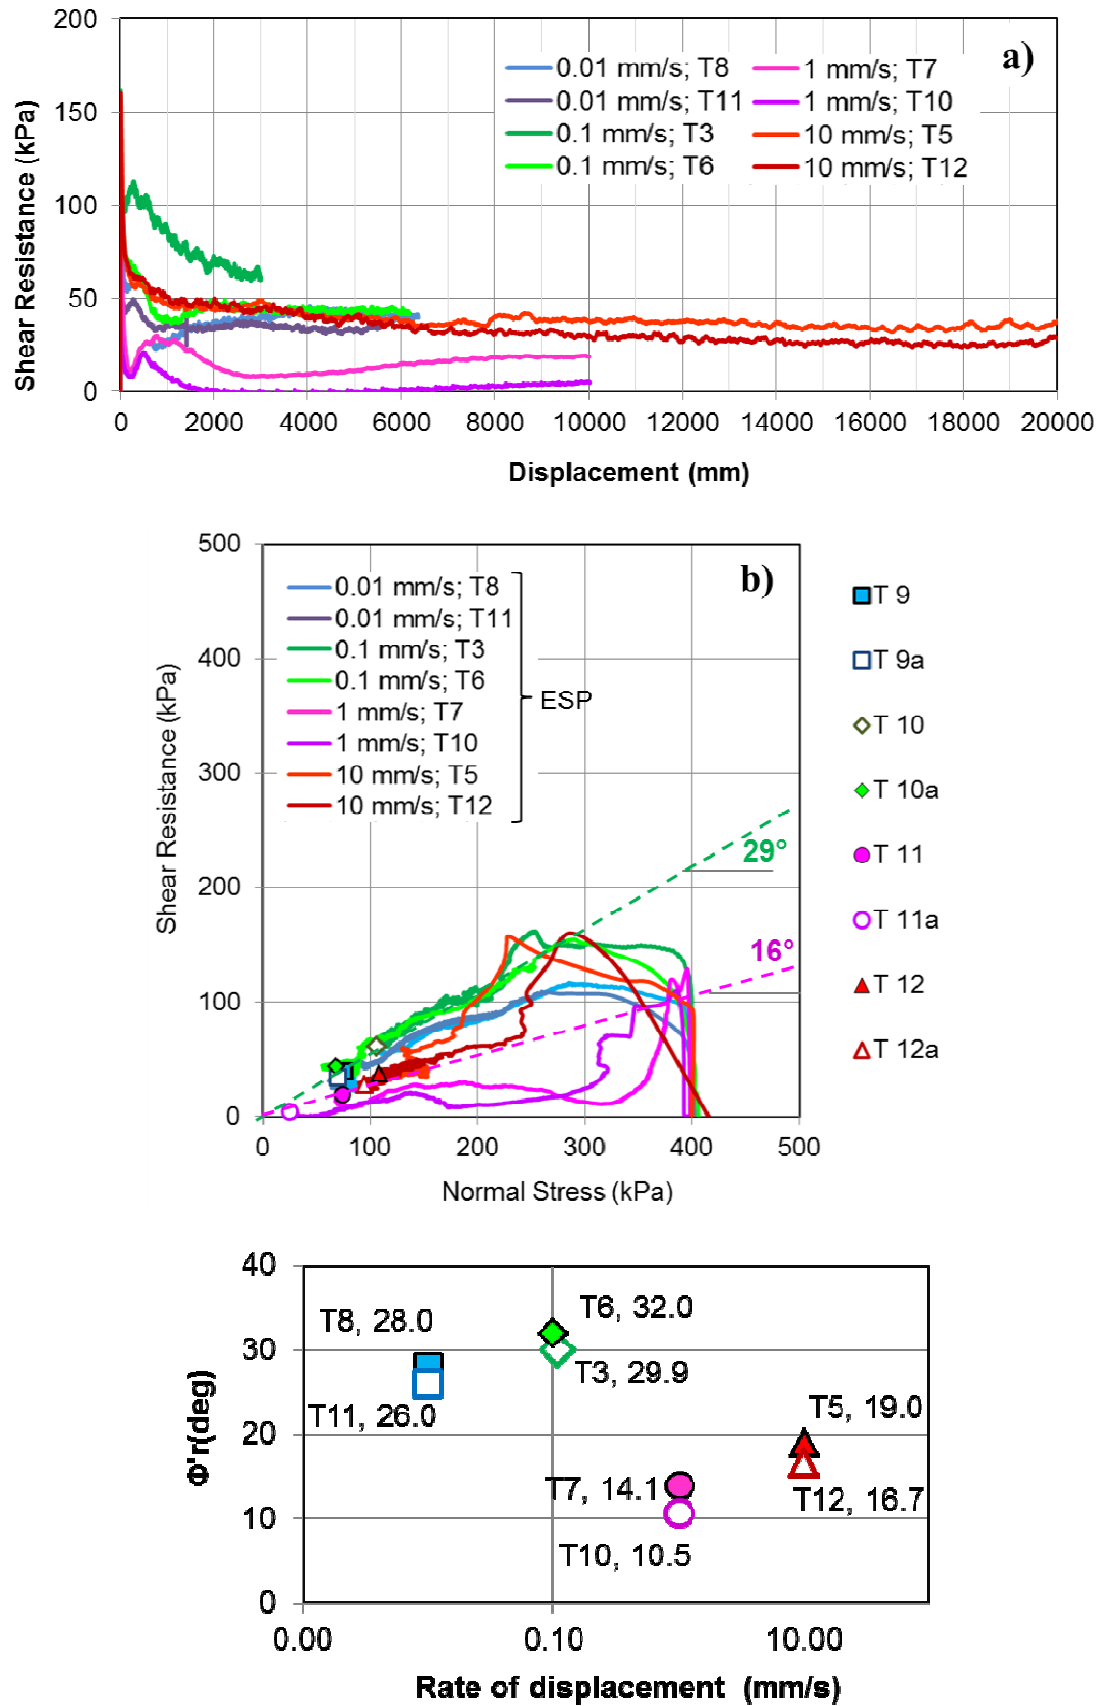 200
150
100
50
0
Shear Resistance (kPa)
a)
0.01 mm/s; T8
1 mm/s; T7
0.01 mm/s; T11
1 mm/s; T10
0.1 mm/s; T3
10 mm/s; T5
0.1 mm/s; T6
10 mm/s; T12
0 2000 4000 6000 8000 10000 12000 14000 16000 18000 20000
Displacement (mm)
500
400
300
200
100
0
Shear Resistance (kPa)
b)
0.01 mm/s; T8
0.01 mm/s; T11
0.1 mm/s; T3
0.1 mm/s; T6
1 mm/s; T7
1 mm/s; T10
10 mm/s; T5
10 mm/s; T12
ESP
29°
16°
0 100 200 300 400 500
Normal Stress (kPa)
T 9
T 9a
T 10
T 10a
T 11
T 11a
T 12
T 12a
40
30
20
10
0
Φ'r(deg)
T8, 28.0
T6, 32.0
T3, 29.9
T11, 26.0
T5, 19.0
T7, 14.1
T12, 16.7
T10, 10.5
0.00 0.10 10.00
Rate of displacement (mm/s)